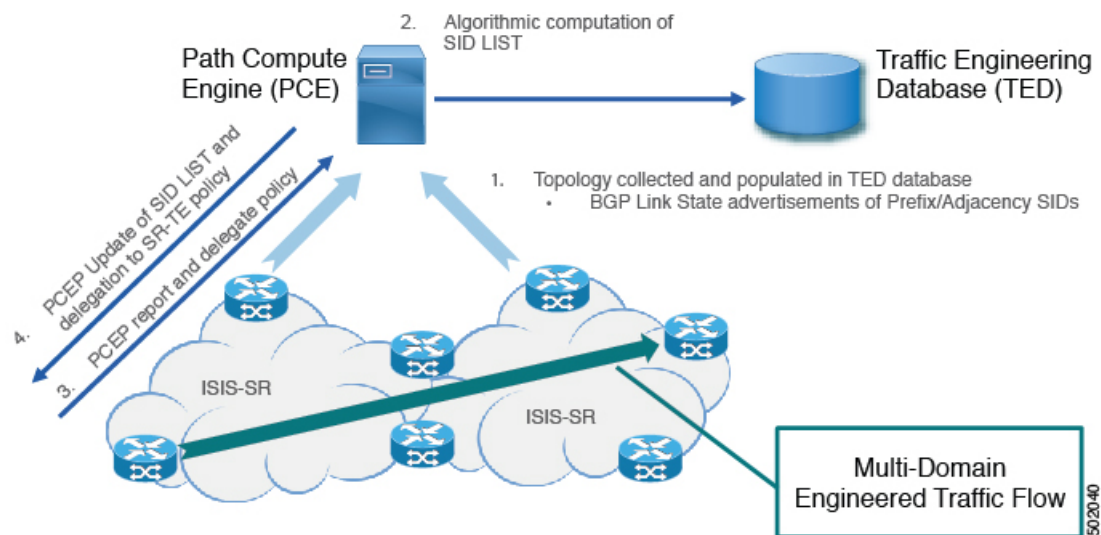 2. Algorithmic computation of
SID LIST
Path Compute
Engine (PCE)
Traffic Engineering
Database (TED)
1. Topology collected and populated in TED database
• BGP Link State advertisements of Prefix/Adjacency SIDs
4. PCEP Update of SID LIST and
delegation to SR-TE policy
3. PCEP report and delegate policy
ISIS-SR
ISIS-SR
Multi-Domain
Engineered Traffic Flow
502040